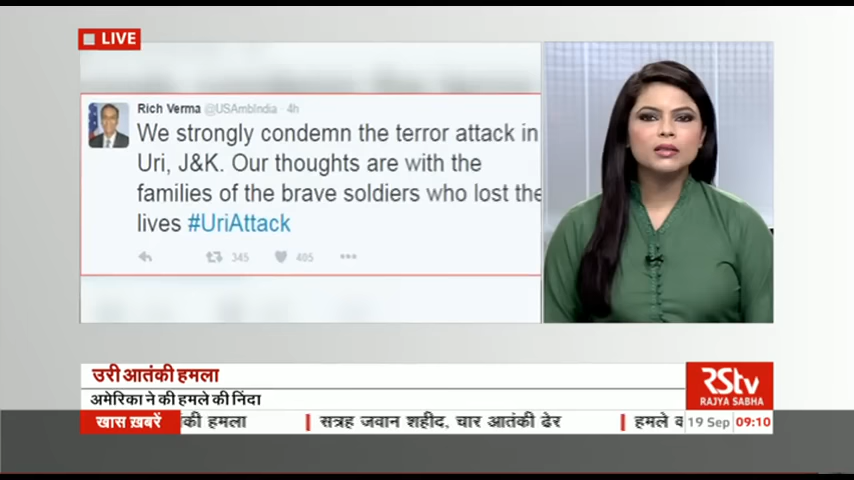 LIVE
Rich Verma @USAmbIndia · 4h
We strongly condemn the terror attack in
Uri, J&K. Our thoughts are with the
families of the brave soldiers who lost the
lives #UriAttack
345 405
उरी आतंकी हमला
अमेरिका ने की हमले की निंदा
RSTV
RAJYA SABHA
खास ख़बरें की हमला | सत्रह जवान शहीद, चार आतंकी ढेर | हमले 19 Sep 09:10